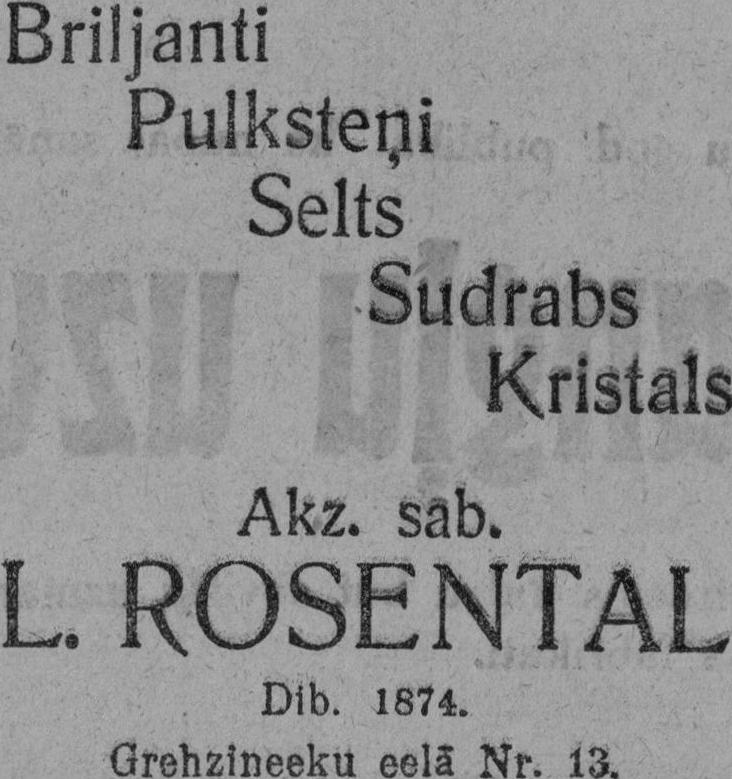 Briljanti
Pulksteņi
Selts
Sudrabs
Kristals
Akz. sab.
L. ROSENTAL
Dib. 1874.
Grehzineeku eelā Nr. 13.